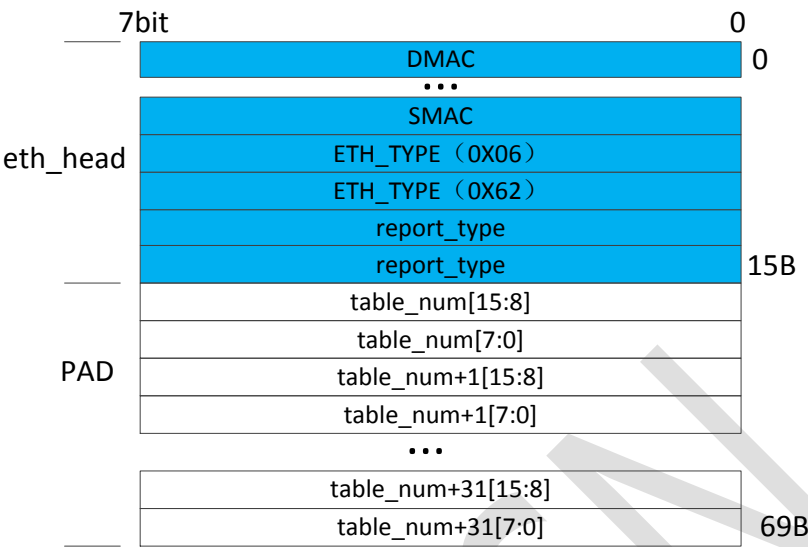 7bit 0
DMAC 0
...
SMAC
eth_head
ETH_TYPE（0X06）
ETH_TYPE（0X62）
report_type
report_type 15B
table_num[15:8]
table_num[7:0]
PAD
table_num+1[15:8]
table_num+1[7:0]
...
table_num+31[15:8]
table_num+31[7:0] 69B